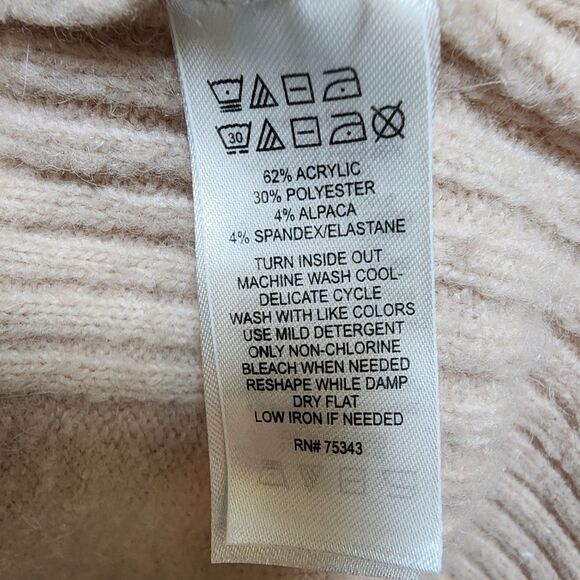 30
62% ACRYLIC
30% POLYESTER
4% ALPACA
4% SPANDEX/ELASTANE
TURN INSIDE OUT
MACHINE WASH COOL-
DELICATE CYCLE
WASH WITH LIKE COLORS
USE MILD DETERGENT
ONLY NON-CHLORINE
BLEACH WHEN NEEDED
RESHAPE WHILE DAMP
DRY FLAT
LOW IRON IF NEEDED
RN# 75343